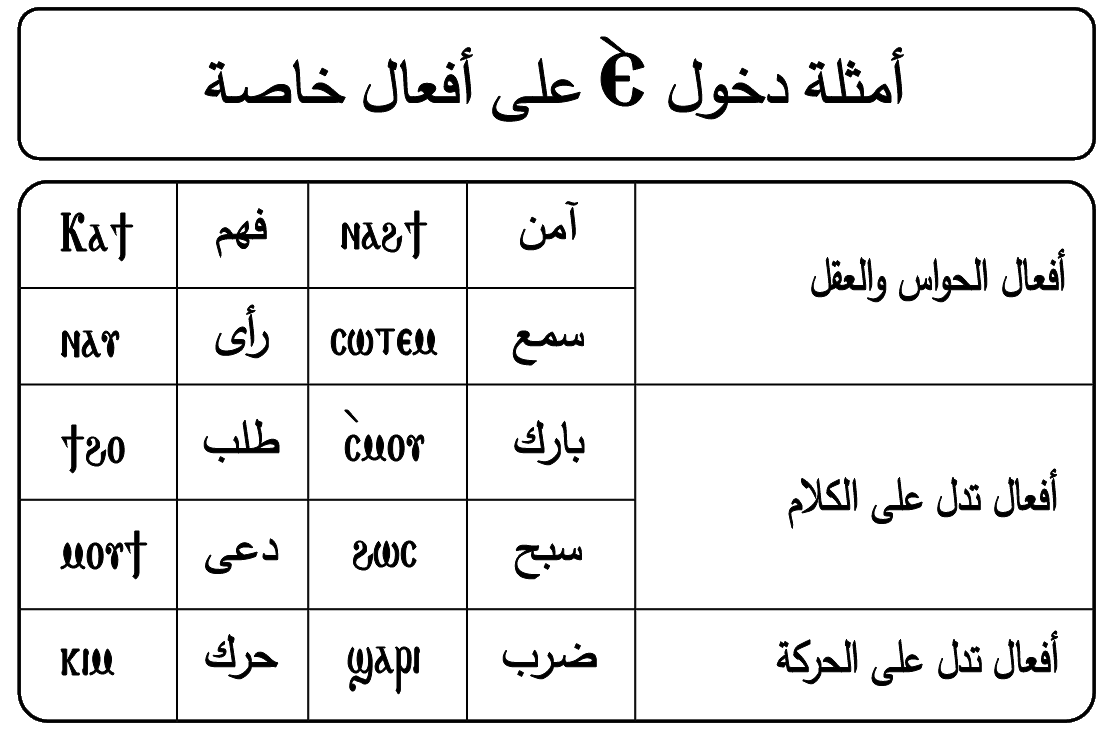 أمثلة دخول Ѐ̀ على أفعال خاصة
أفعال الحواس والعقل
آمن ⲛⲁϩϯ فهم Ⲕⲁϯ
سمع ⲥⲱⲧⲉⲙ رأى ⲛⲁⲩ
أفعال تدل على الكلام
بارك ⲥ̀ⲙⲟⲩ طلب ϯϩⲟ
سبح ϩⲱⲥ دعى ⲙⲟⲩϯ
أفعال تدل على الحركة
ضرب ϣⲁⲣⲓ حرك ⲕⲓⲙ